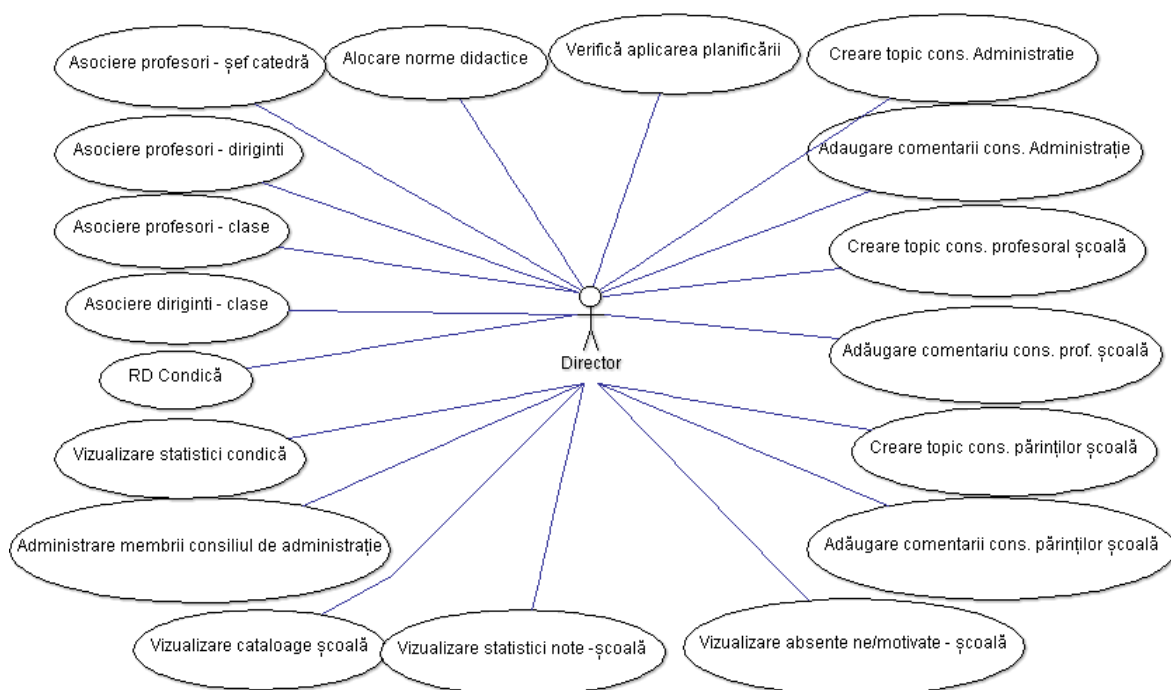 Asociere profesori - șef catedră
Alocare norme didactice
Verifică aplicarea planificării
Creare topic cons. Administratie
Asociere profesori - diriginti
Adaugare comentarii cons. Administrație
Asociere profesori - clase
Creare topic cons. profesoral școală
Asociere diriginti - clase
Adăugare comentariu cons. prof. școală
Director
RD Condică
Vizualizare statistici condică
Creare topic cons. părinților școală
Administrare membrii consiliul de administrație
Adăugare comentarii cons. părinților școală
Vizualizare cataloage școală
Vizualizare statistici note -școală
Vizualizare absente ne/motivate - școală